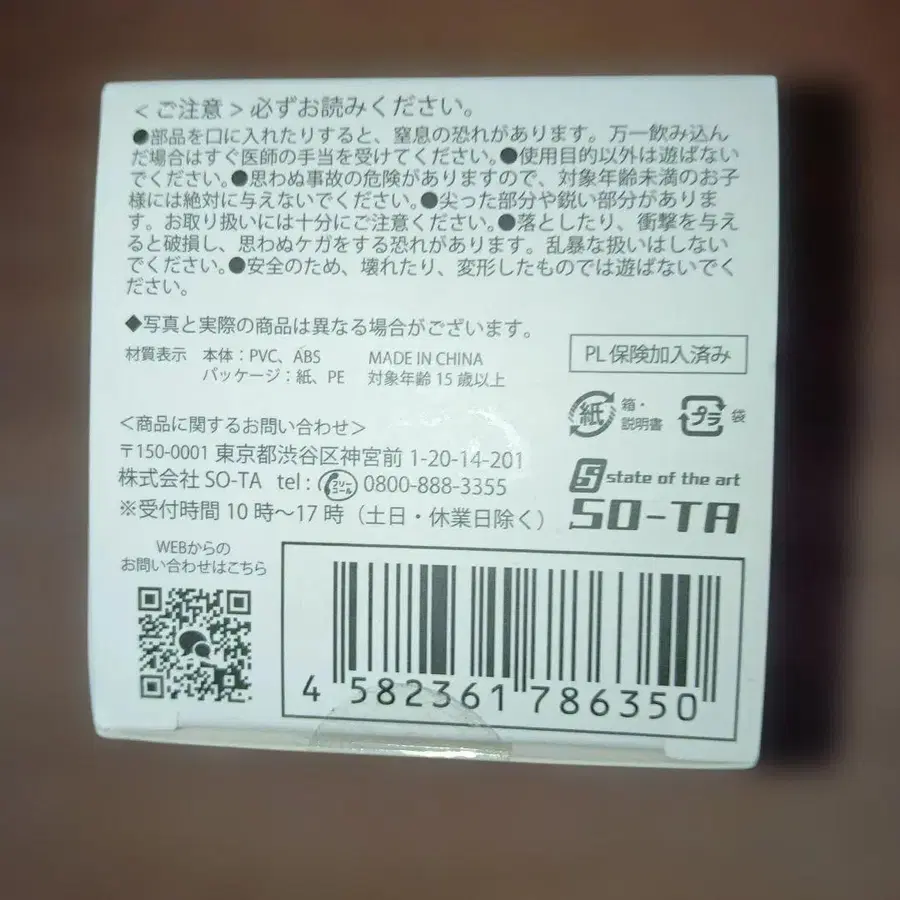 ＜ご注意＞必ずお読みください。
●部品を口に入れたりすると、窒息の恐れがあります。万一飲み込ん
だ場合はすぐ医師の手当を受けてください。●使用目的以外は遊ばない
でください。●思わぬ事故の危険がありますので、対象年齢未満のお子
様には絶対に与えないでください。●尖った部分や鋭い部分がありま
す。お取り扱いには十分にご注意ください。●落としたり、衝撃を与え
ると破損し、思わぬケガをする恐れがあります。乱暴な扱いはしない
でください。●安全のため、壊れたり、変形したものでは遊ばないでく
ださい。
◆写真と実際の商品は異なる場合がございます。
材質表示 本体：PVC、ABS MADE IN CHINA
パッケージ：紙、PE 対象年齢 15 歳以上
PL保険加入済み
紙 箱・説明書 プラ 袋
＜商品に関するお問い合わせ＞
〒150-0001 東京都渋谷区神宮前 1-20-14-201
株式会社 SO-TA tel : フリーコール 0800-888-3355
※受付時間 10 時～17 時（土日・休業日除く）
state of the art
SO-TA
WEBからの
お問い合わせはこちら
4 582361 786350